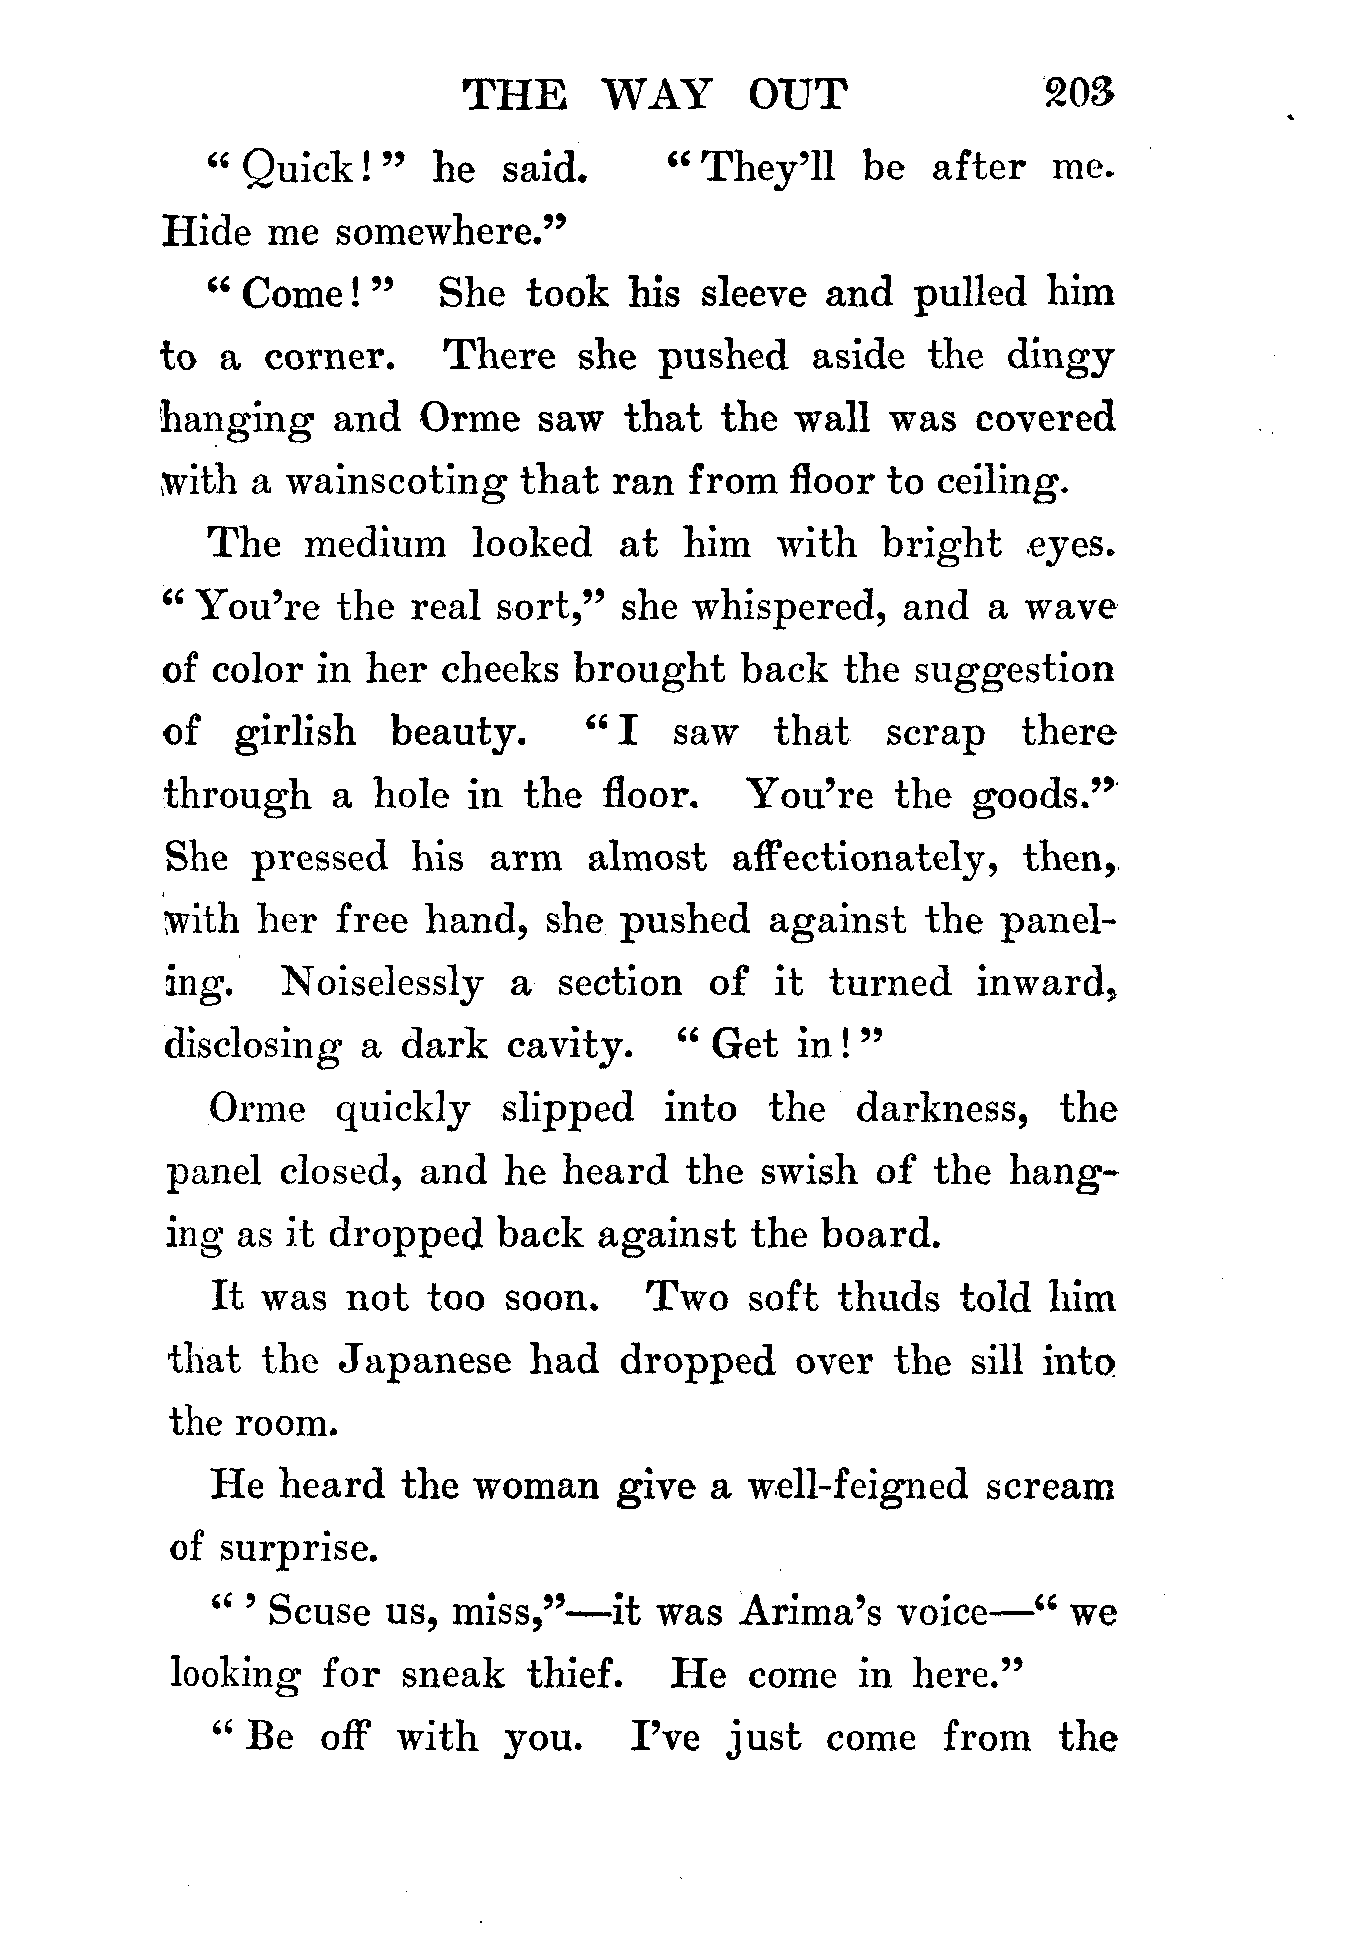 THE WAY OUT 203
“ Quick! ” he said. “ They’ll be after me.
Hide me somewhere.”
“ Come! ” She took his sleeve and pulled him
to a corner. There she pushed aside the dingy
hanging and Orme saw that the wall was covered
with a wainscoting that ran from floor to ceiling.
The medium looked at him with bright eyes.
“ You’re the real sort,” she whispered, and a wave
of color in her cheeks brought back the suggestion
of girlish beauty. “ I saw that scrap there
through a hole in the floor. You’re the goods.”
She pressed his arm almost affectionately, then,
with her free hand, she pushed against the panel-
ing. Noiselessly a section of it turned inward,
disclosing a dark cavity. “ Get in! ”
Orme quickly slipped into the darkness, the
panel closed, and he heard the swish of the hang-
ing as it dropped back against the board.
It was not too soon. Two soft thuds told him
that the Japanese had dropped over the sill into
the room.
He heard the woman give a well-feigned scream
of surprise.
“ ’ Scuse us, miss,”—it was Arima’s voice—“ we
looking for sneak thief. He come in here.”
“ Be off with you. I’ve just come from the